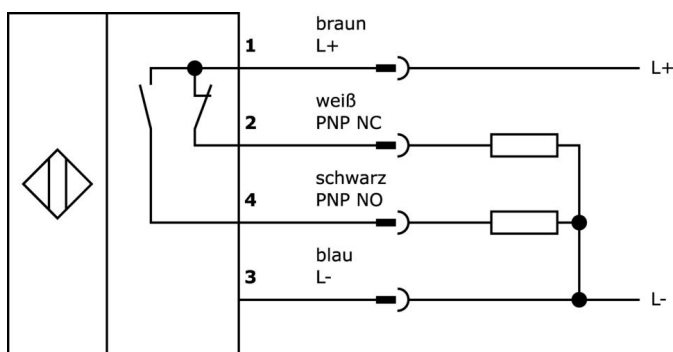 braun
1 L+ L+
weiß
2 PNP NC
schwarz
4 PNP NO
blau
3 L- L-